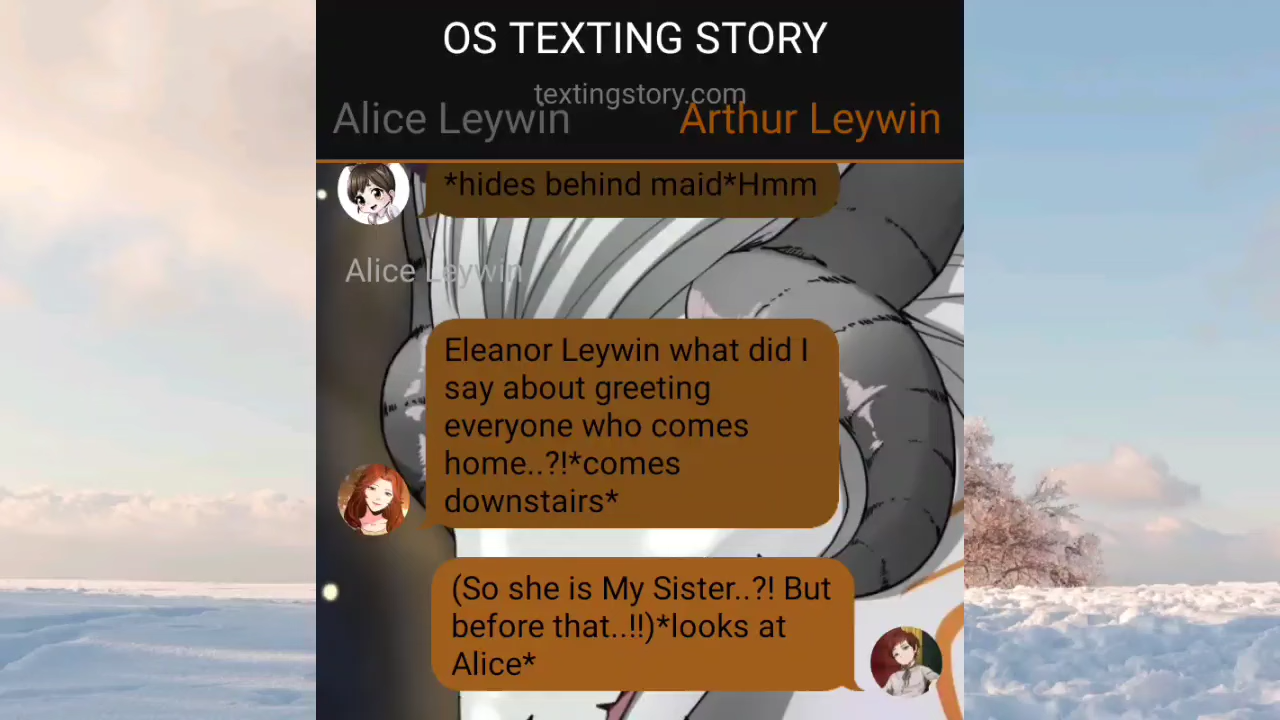 OS TEXTING STORY
textingstory.com
Alice Leywin
Arthur Leywin
*hides behind maid*Hmm
Alice Leywin
Eleanor Leywin what did I
say about greeting
everyone who comes
home..?!*comes
downstairs*
(So she is My Sister..?! But
before that..!!)*looks at
Alice*